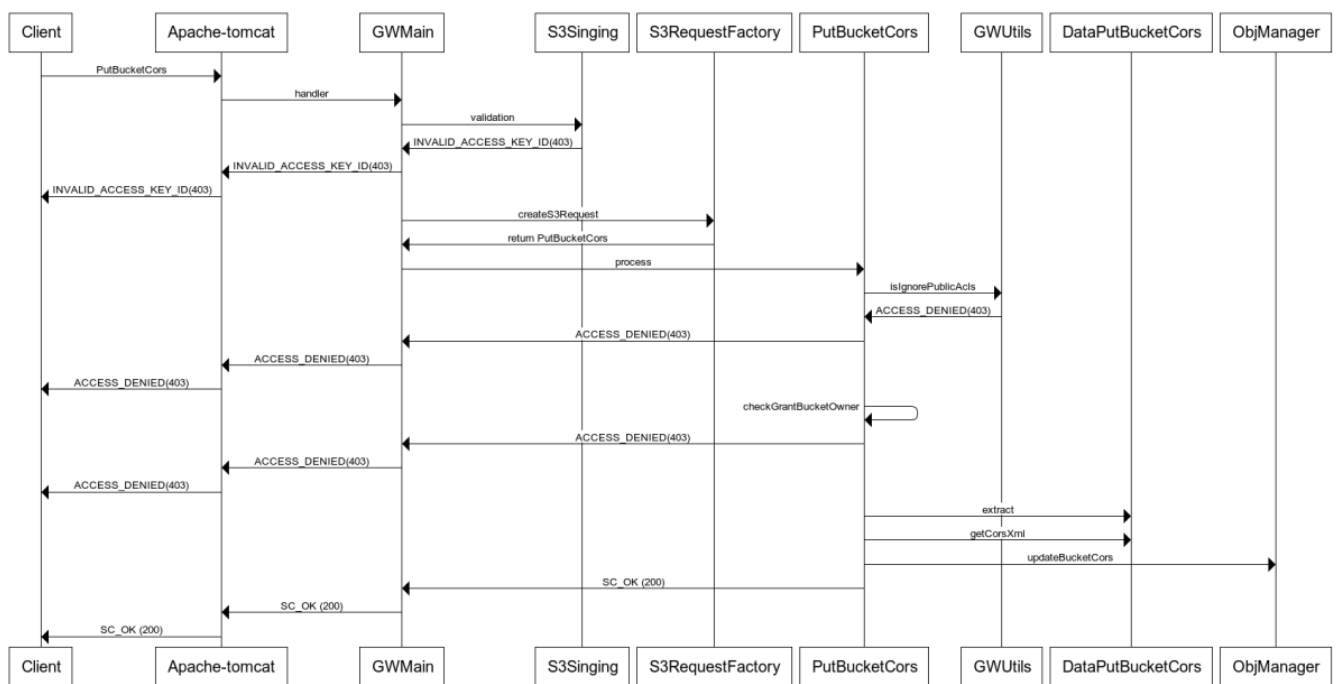 Client Apache-tomcat GWMain S3Singing S3RequestFactory PutBucketCors GWUtils DataPutBucketCors ObjManager
PutBucketCors
handler
validation
INVALID_ACCESS_KEY_ID(403)
INVALID_ACCESS_KEY_ID(403)
INVALID_ACCESS_KEY_ID(403)
createS3Request
return PutBucketCors
process
isIgnorePublicAcls
ACCESS_DENIED(403)
ACCESS_DENIED(403)
ACCESS_DENIED(403)
ACCESS_DENIED(403)
checkGrantBucketOwner
ACCESS_DENIED(403)
ACCESS_DENIED(403)
ACCESS_DENIED(403)
extract
getCorsXml
updateBucketCors
SC_OK (200)
SC_OK (200)
SC_OK (200)
Client Apache-tomcat GWMain S3Singing S3RequestFactory PutBucketCors GWUtils DataPutBucketCors ObjManager